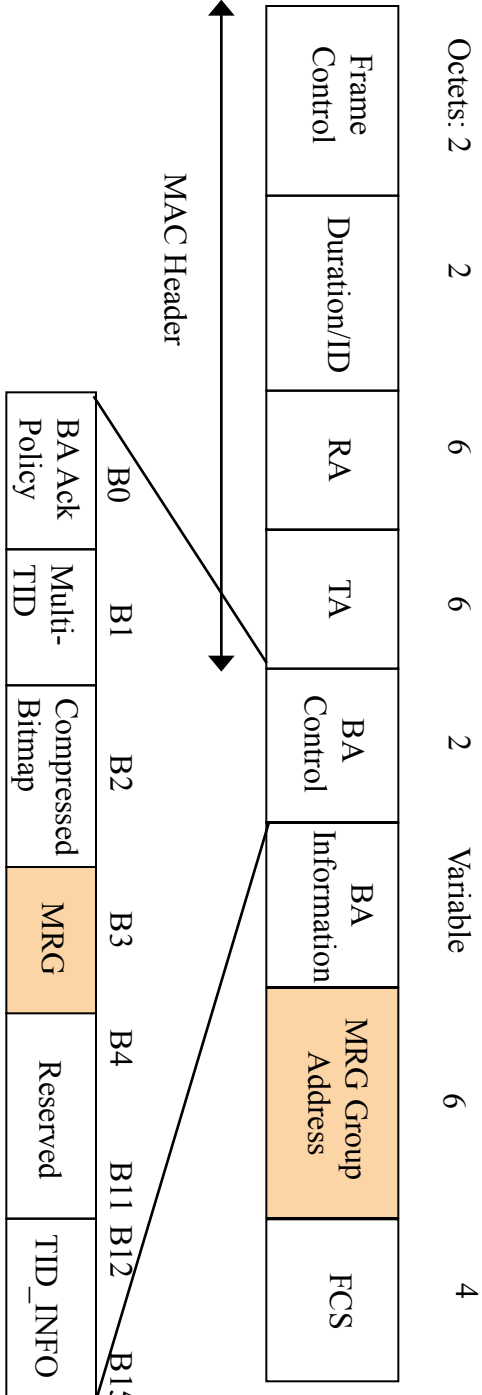 Octets: 2 2 6 6 2 Variable 6 4
Frame Control
Duration/ID
RA
TA
BA Control
BA Information
MRG Group Address
FCS
MAC Header
B0 B1 B2 B3 B4 B11 B12 B15
BA Ack Policy
Multi-TID
Compressed Bitmap
MRG
Reserved
TID_INFO